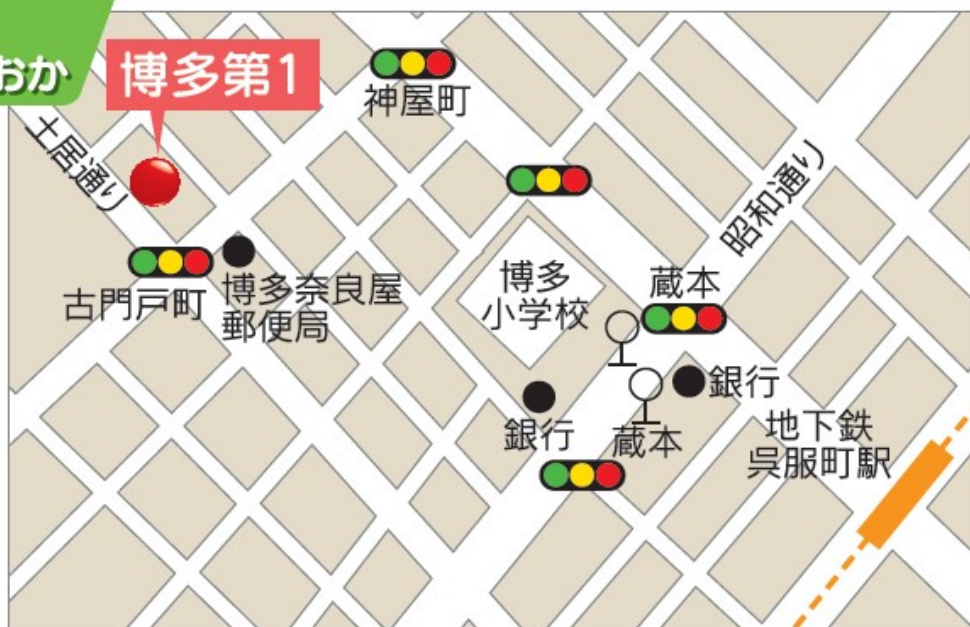 おか
博多第1
神屋町
土居通り
昭和通り
博多
小学校
蔵本
古門戸町
博多奈良屋
郵便局
銀行
銀行
蔵本
地下鉄
呉服町駅